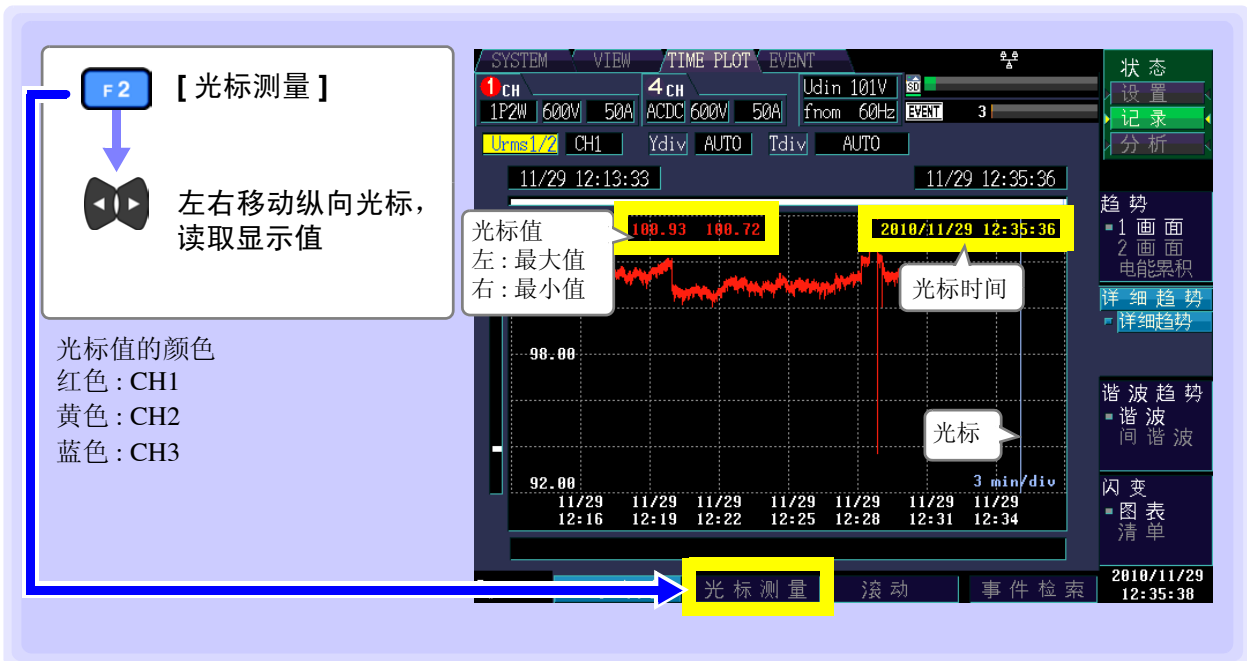 F2
[ 光标测量 ]
左右移动纵向光标，
读取显示值
光标值的颜色
红色 : CH1
黄色 : CH2
蓝色 : CH3
SYSTEM VIEW TIME PLOT EVENT
1 CH 4 CH Udin 101V SD
1P2W 600V 50A ACDC 600V 50A fnom 60Hz EVENT 3
Urms1/2 CH1 Ydiv AUTO Tdiv AUTO
11/29 12:13:33 11/29 12:35:36
光标值
左 : 最大值
右 : 最小值
100.93 100.72
2010/11/29 12:35:36
光标时间
98.00
光标
92.00
3 min/div
11/29 11/29 11/29 11/29 11/29 11/29 11/29
12:16 12:19 12:22 12:25 12:28 12:31 12:34
光标测量 滚动 事件检索
状态
设置
记录
分析
趋势
1画面
2画面
电能累积
详细趋势
详细趋势
谐波趋势
谐波
间谐波
闪变
图表
清单
2010/11/29
12:35:38